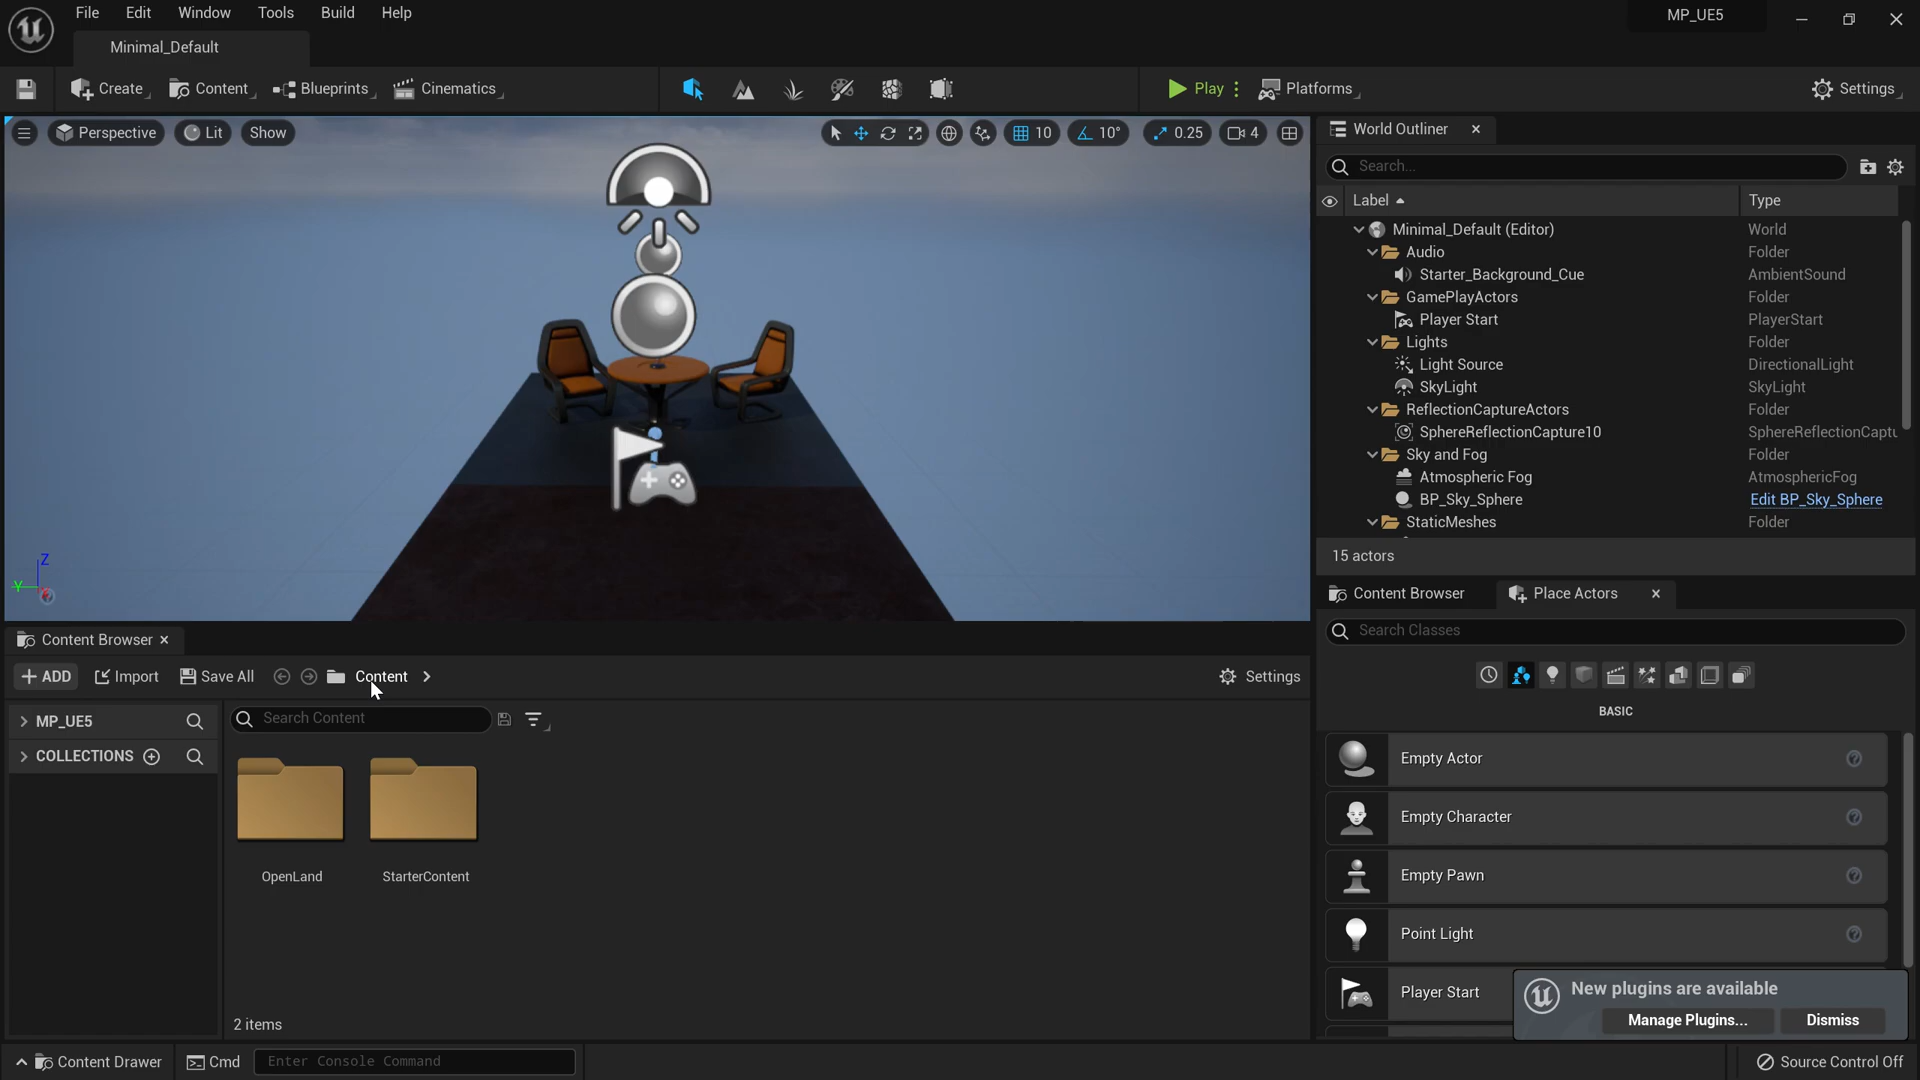 File Edit Window Tools Build Help
MP_UE5
Minimal_Default
Create Content Blueprints Cinematics Play Platforms Settings
Perspective Lit Show 10 10° 0.25 4
World Outliner
Search...
Label Type
Minimal_Default (Editor) World
Audio Folder
Starter_Background_Cue AmbientSound
GamePlayActors Folder
Player Start PlayerStart
Lights Folder
Light Source DirectionalLight
SkyLight SkyLight
ReflectionCaptureActors Folder
SphereReflectionCapture10 SphereReflectionCaptu
Sky and Fog Folder
Atmospheric Fog AtmosphericFog
BP_Sky_Sphere Edit BP_Sky_Sphere
StaticMeshes Folder
15 actors
Z
Y
Content Browser
ADD Import Save All Content Settings
MP_UE5
COLLECTIONS
Search Content
OpenLand StarterContent
2 items
Content Browser Place Actors
Search Classes
BASIC
Empty Actor
Empty Character
Empty Pawn
Point Light
Player Start
New plugins are available
Manage Plugins... Dismiss
Content Drawer Cmd Enter Console Command Source Control Off